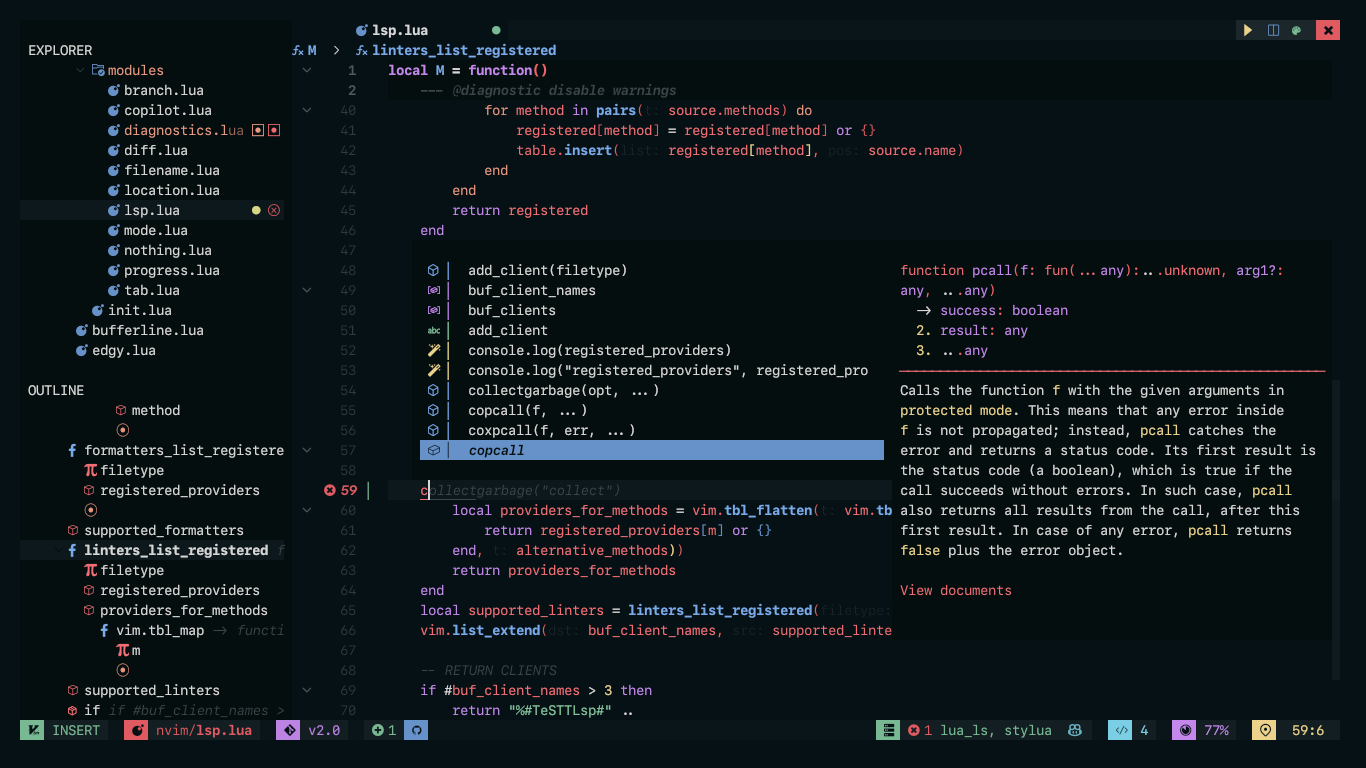 lsp.lua
EXPLORER
M > linters_list_registered
modules
branch.lua
copilot.lua
diagnostics.lua
diff.lua
filename.lua
location.lua
lsp.lua
mode.lua
nothing.lua
progress.lua
tab.lua
init.lua
bufferline.lua
edgy.lua
OUTLINE
method
formatters_list_registere
filetype
registered_providers
supported_formatters
linters_list_registered f
filetype
registered_providers
providers_for_methods
vim.tbl_map -> functi
m
supported_linters
if if #buf_client_names >
1 local M = function()
2 --- @diagnostic disable warnings
40 for method in pairs(t: source.methods) do
41 registered[method] = registered[method] or {}
42 table.insert(list: registered[method], pos: source.name)
43 end
44 end
45 return registered
46 end
47
48
49
50
51
52
53
54
55
56
57
58
add_client(filetype)
buf_client_names
buf_clients
abc add_client
console.log(registered_providers)
console.log("registered_providers", registered_pro
collectgarbage(opt, ...)
copcall(f, ...)
coxpcall(f, err, ...)
copcall
function pcall(f: fun(...any):...unknown, arg1?:
any, ...any)
-> success: boolean
2. result: any
3. ...any
Calls the function f with the given arguments in
protected mode. This means that any error inside
f is not propagated; instead, pcall catches the
error and returns a status code. Its first result is
the status code (a boolean), which is true if the
call succeeds without errors. In such case, pcall
also returns all results from the call, after this
first result. In case of any error, pcall returns
false plus the error object.
View documents
59 collectgarbage("collect")
60 local providers_for_methods = vim.tbl_flatten(t: vim.tb
61 return registered_providers[m] or {}
62 end, t: alternative_methods))
63 return providers_for_methods
64 end
65 local supported_linters = linters_list_registered(filetype:
66 vim.list_extend(dst: buf_client_names, src: supported_linte
67
68 -- RETURN CLIENTS
69 if #buf_client_names > 3 then
70 return "%#TeSTTLsp#" ..
INSERT nvim/lsp.lua v2.0 1 1 lua_ls, stylua 4 77% 59:6